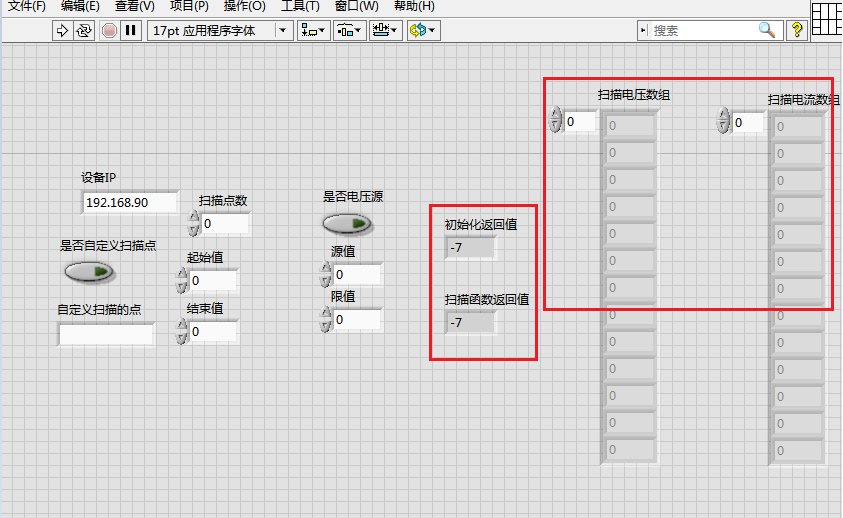 文件(F) 编辑(E) 查看(V) 项目(P) 操作(O) 工具(T) 窗口(W) 帮助(H)
17pt 应用程序字体 搜索 ?
扫描电压数组 扫描电流数组
0 0 0 0
0 0
0 0
0 0
0 0
0 0
0 0
0 0
0 0
0 0
0 0
0 0
0 0
设备IP
192.168.90
扫描点数
0
是否自定义扫描点
起始值
0
自定义扫描的点
结束值
0
是否电压源
源值
0
限值
0
初始化返回值
-7
扫描函数返回值
-7